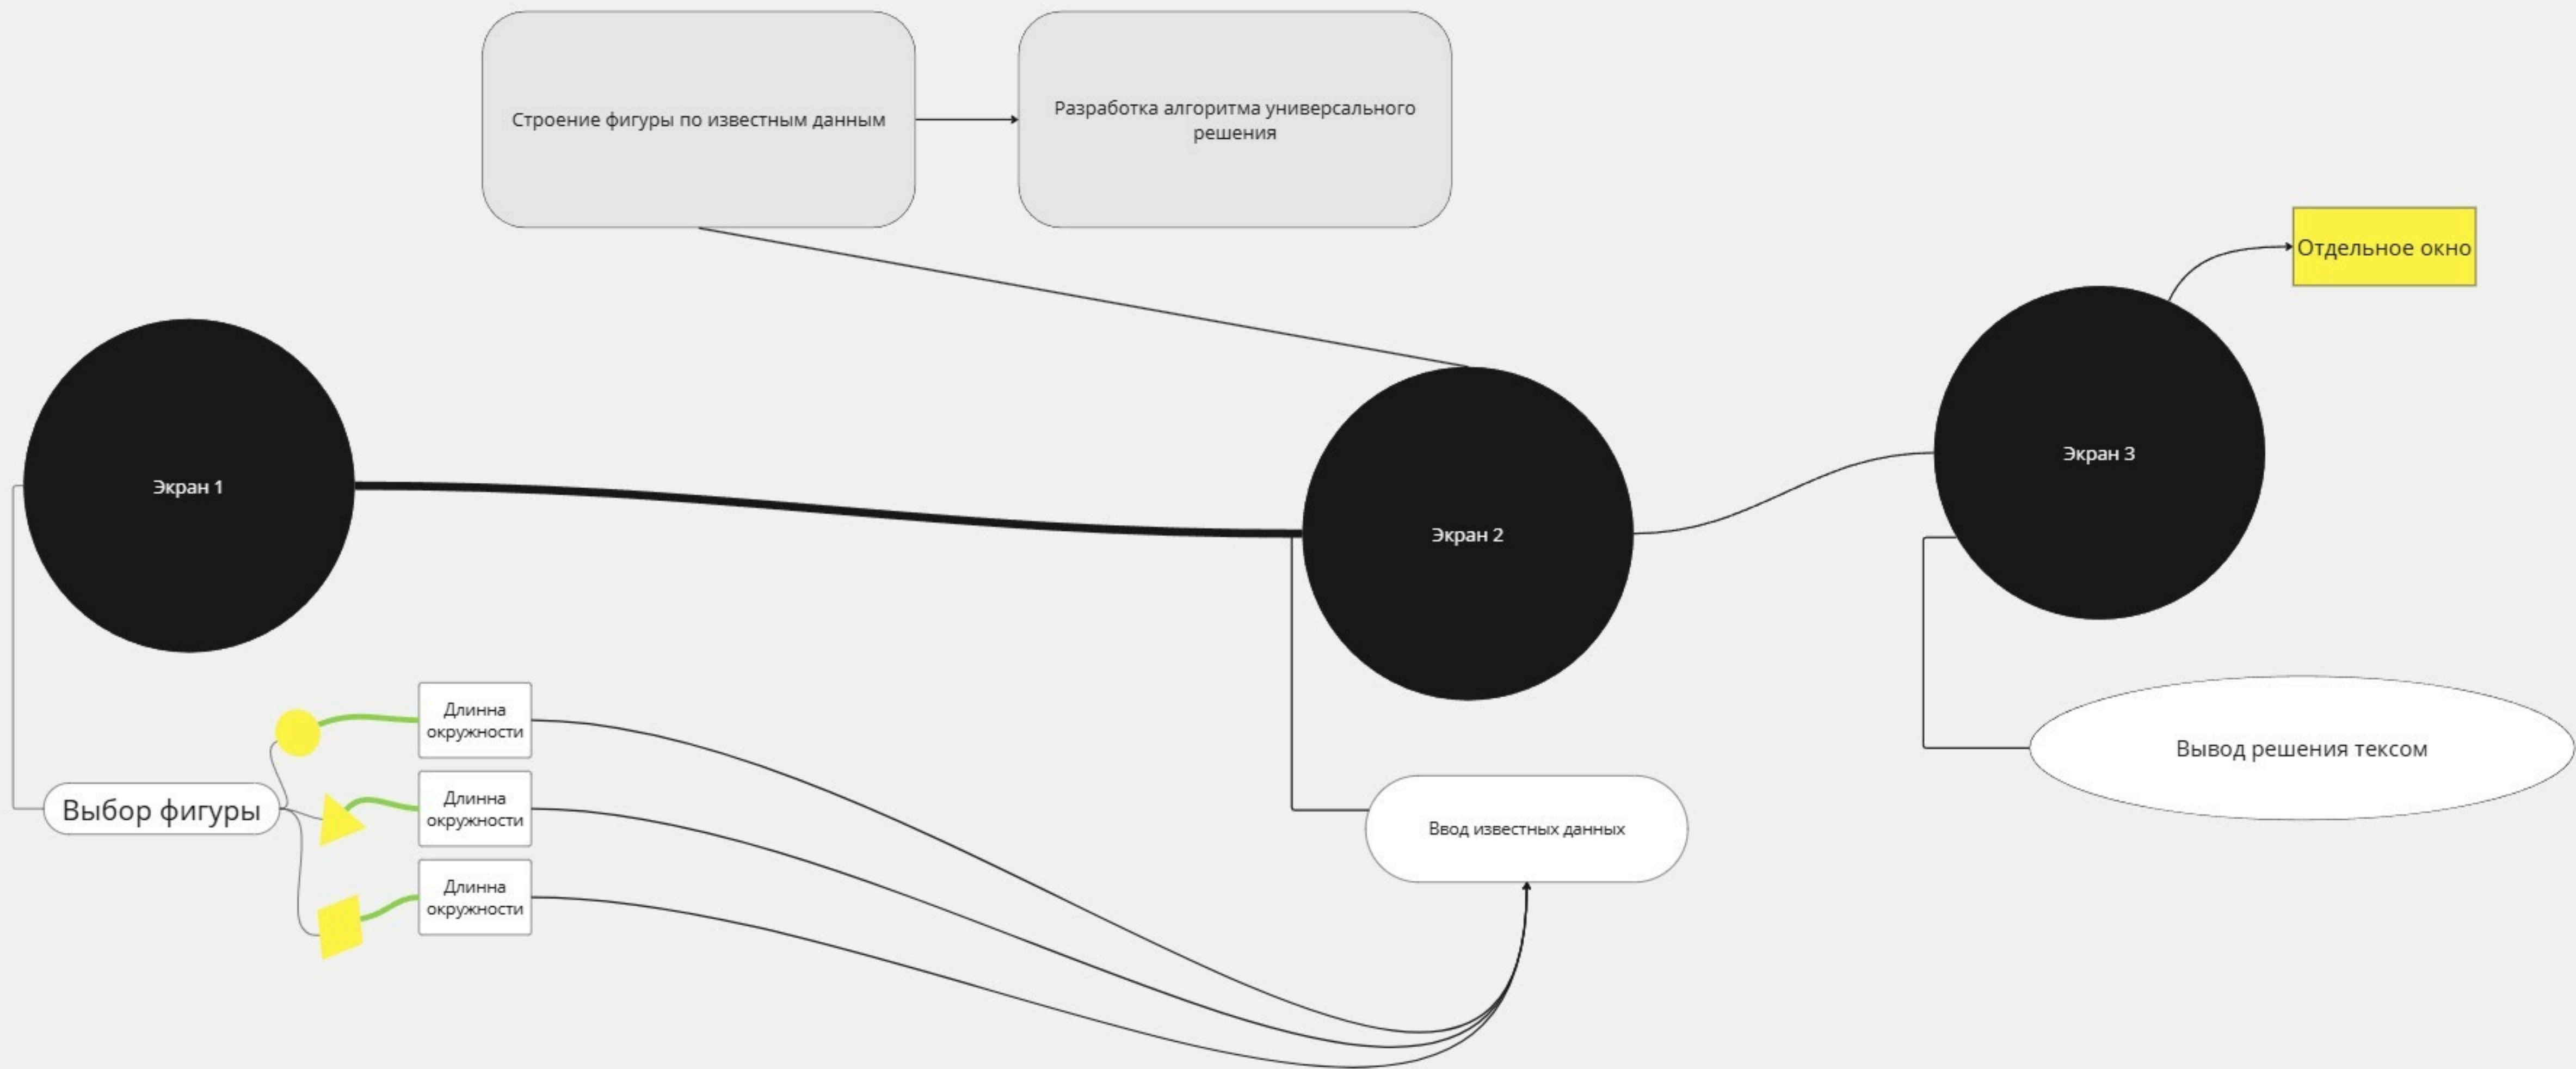 Строение фигуры по известным данным
Разработка алгоритма универсального
решения
Отдельное окно
Экран 1
Экран 2
Экран 3
Выбор фигуры
Длинна
окружности
Длинна
окружности
Длинна
окружности
Ввод известных данных
Вывод решения тексом